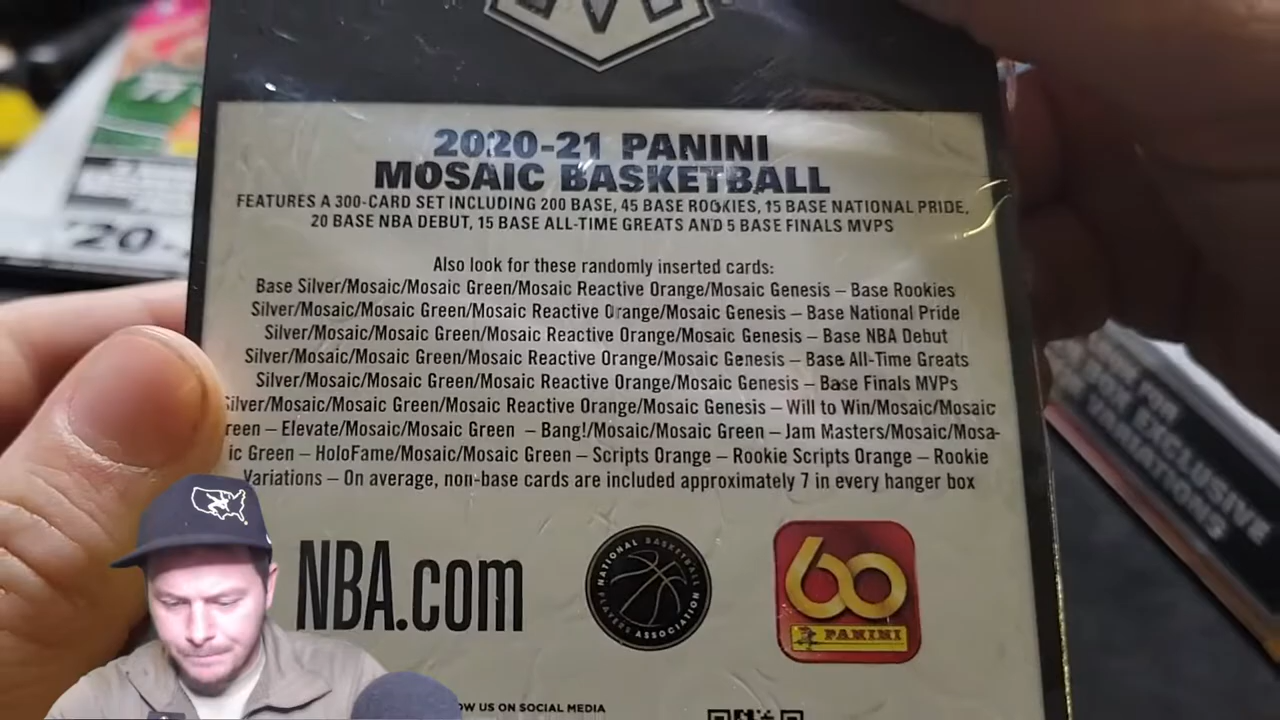 2020-21 PANINI
MOSAIC BASKETBALL
FEATURES A 300-CARD SET INCLUDING 200 BASE, 45 BASE ROOKIES, 15 BASE NATIONAL PRIDE,
20 BASE NBA DEBUT, 15 BASE ALL-TIME GREATS AND 5 BASE FINALS MVPS
Also look for these randomly inserted cards:
Base Silver/Mosaic/Mosaic Green/Mosaic Reactive Orange/Mosaic Genesis – Base Rookies
Silver/Mosaic/Mosaic Green/Mosaic Reactive Orange/Mosaic Genesis – Base National Pride
Silver/Mosaic/Mosaic Green/Mosaic Reactive Orange/Mosaic Genesis – Base NBA Debut
Silver/Mosaic/Mosaic Green/Mosaic Reactive Orange/Mosaic Genesis – Base All-Time Greats
Silver/Mosaic/Mosaic Green/Mosaic Reactive Orange/Mosaic Genesis – Base Finals MVPs
Silver/Mosaic/Mosaic Green/Mosaic Reactive Orange/Mosaic Genesis – Will to Win/Mosaic/Mosaic
reen – Elevate/Mosaic/Mosaic Green – Bang!/Mosaic/Mosaic Green – Jam Masters/Mosaic/Mosa-
ic Green – HoloFame/Mosaic/Mosaic Green – Scripts Orange – Rookie Scripts Orange – Rookie
Variations – On average, non-base cards are included approximately 7 in every hanger box
NBA.com
NATIONAL BASKETBALL
PLAYERS ASSOCIATION
60
PANINI
OW US ON SOCIAL MEDIA
'20-
FOR
BOX EXCLUSIVE
VARIATIONS